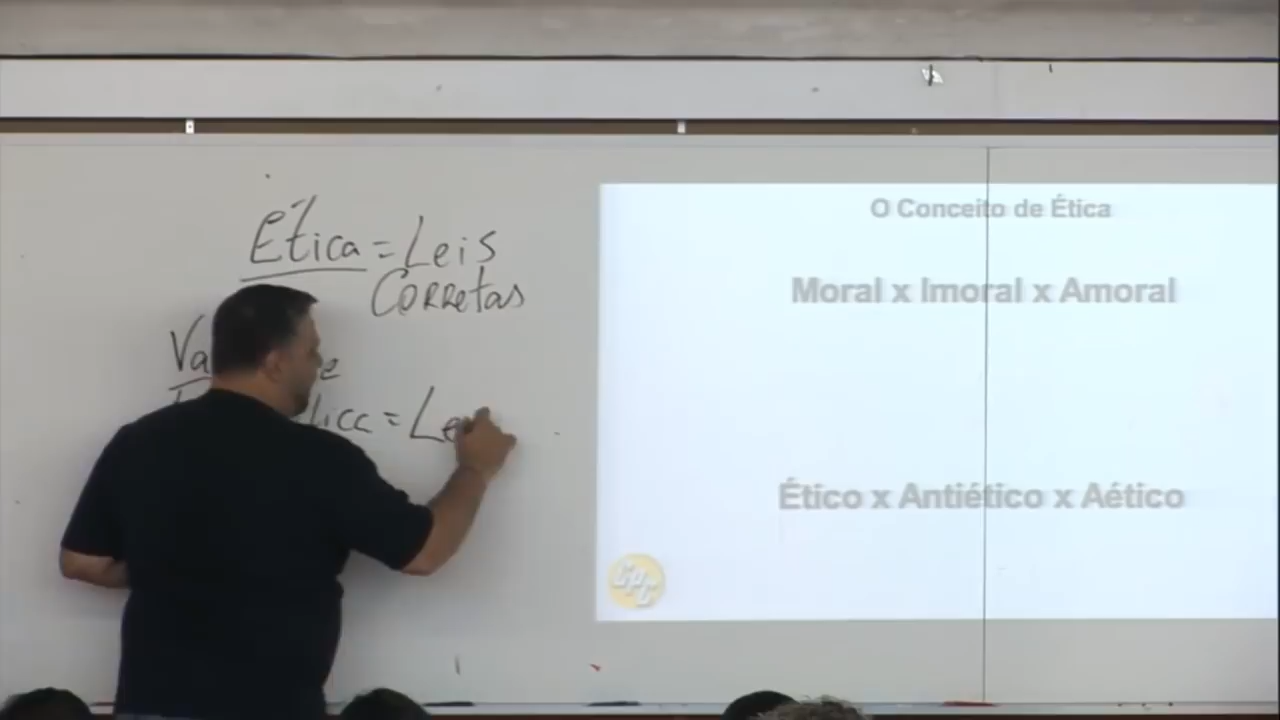 Ética = Leis
Corretas
O Conceito de Ética
Moral x Imoral x Amoral
Ético x Antiético x Aético